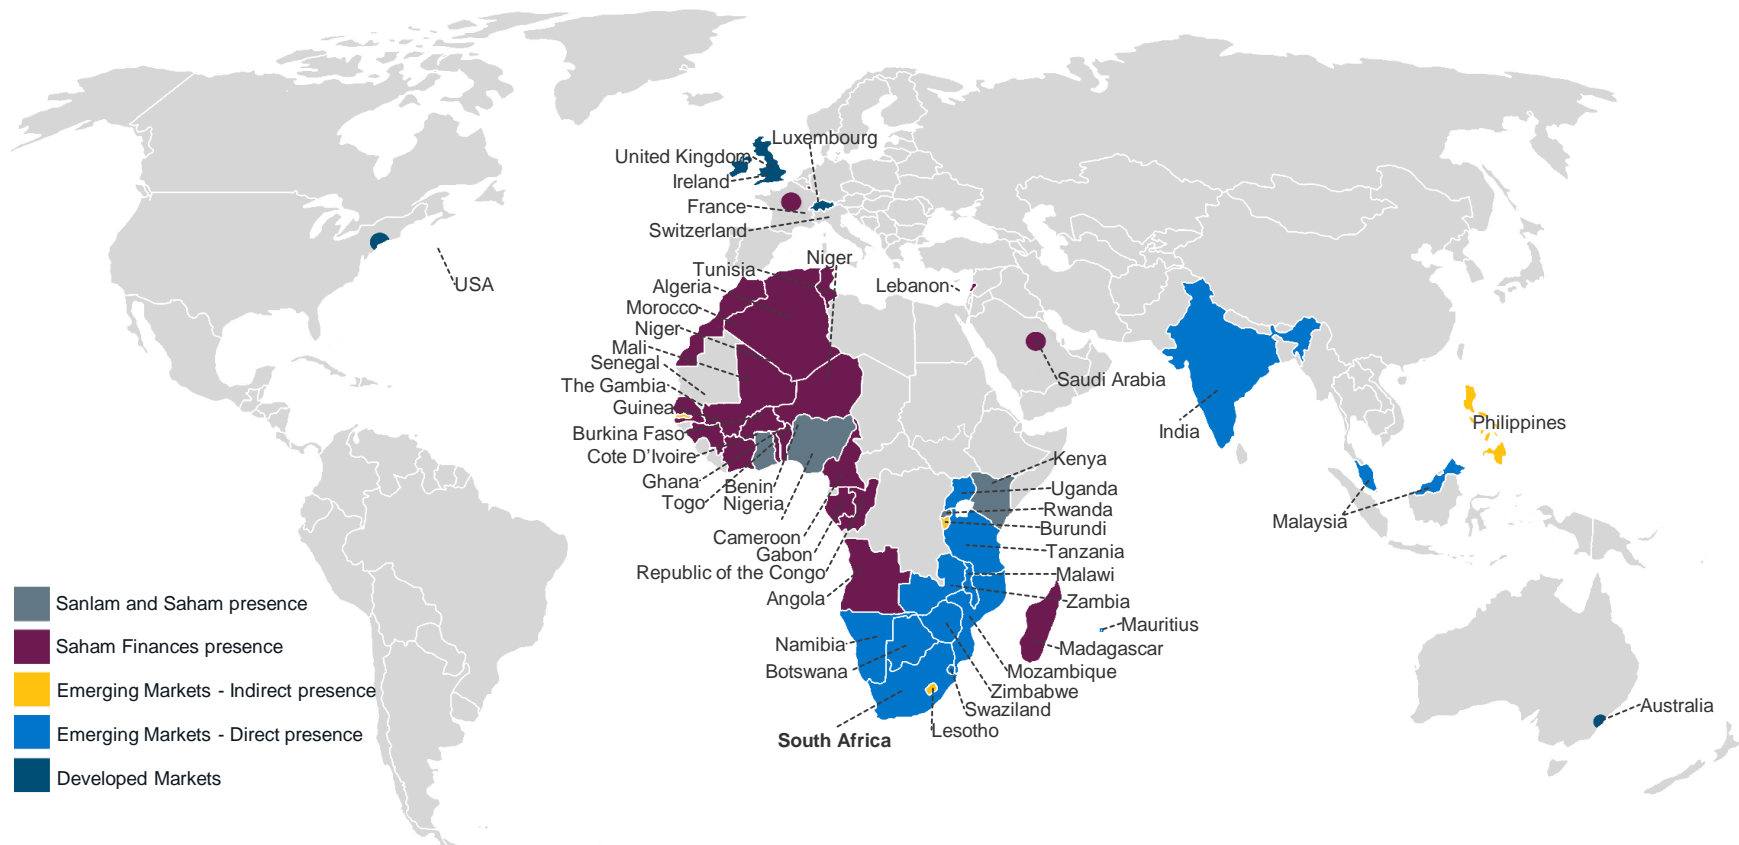 Luxembourg
United Kingdom
Ireland
France
Switzerland
USA
Niger
Tunisia
Algeria
Morocco
Niger
Mali
Senegal
The Gambia
Guinea
Burkina Faso
Cote D'Ivoire
Ghana
Togo
Benin
Nigeria
Cameroon
Gabon
Republic of the Congo
Angola
Namibia
Botswana
South Africa
Lebanon
Saudi Arabia
India
Philippines
Malaysia
Kenya
Uganda
Rwanda
Burundi
Tanzania
Malawi
Zambia
Mauritius
Madagascar
Mozambique
Zimbabwe
Swaziland
Lesotho
Australia
Sanlam and Saham presence
Saham Finances presence
Emerging Markets - Indirect presence
Emerging Markets - Direct presence
Developed Markets